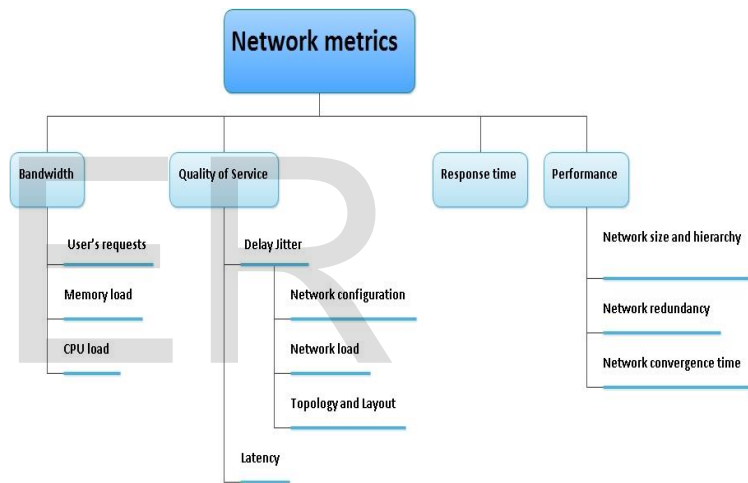 Network metrics
Bandwidth
Quality of Service
Response time
Performance
User's requests
Memory load
CPU load
Delay Jitter
Network configuration
Network load
Topology and Layout
Latency
Network size and hierarchy
Network redundancy
Network convergence time
ER